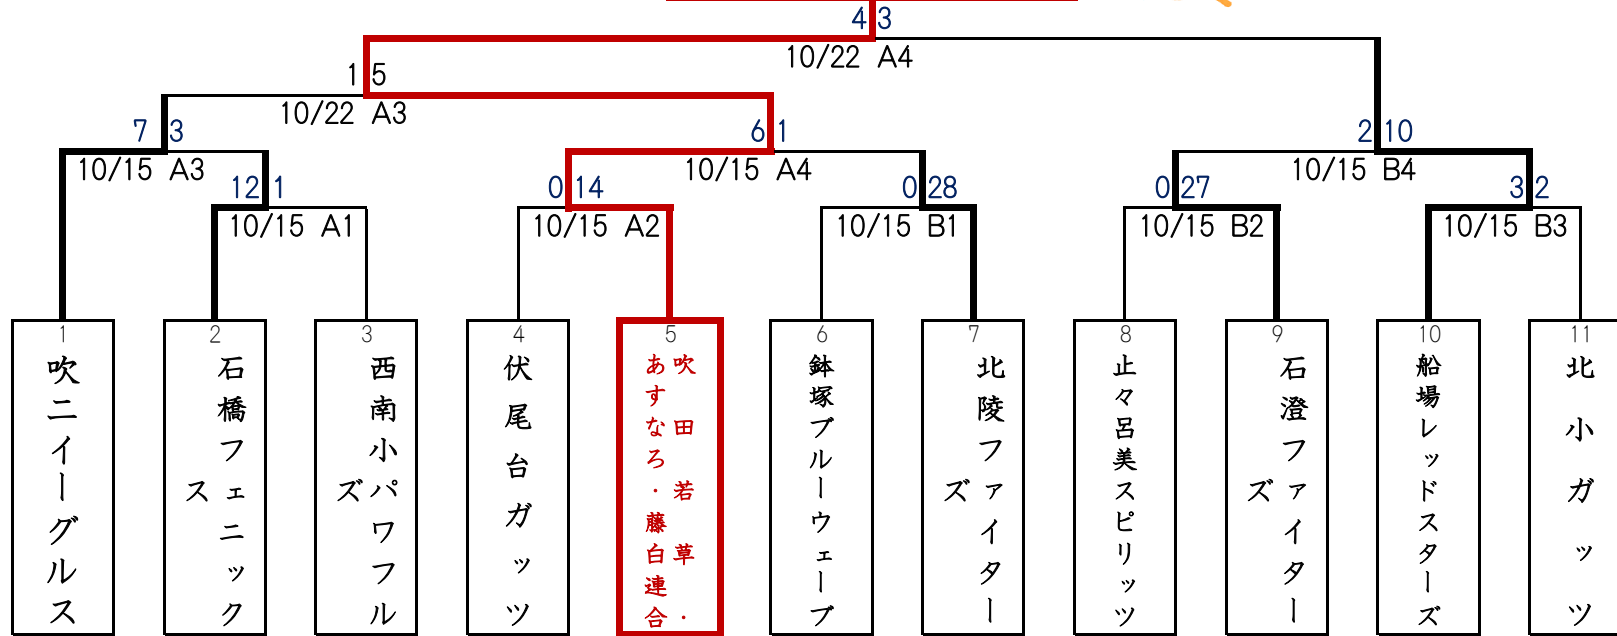 4 3
10/22 A4
1 5
10/22 A3
7 3
10/15 A3
6 1
10/15 A4
2 10
10/15 B4
12 1
10/15 A1
0 14
10/15 A2
0 28
10/15 B1
0 27
10/15 B2
3 2
10/15 B3
1
吹二イーグルス
2
石橋フェニックス
3
西南小パワフルズ
4
伏尾台ガッツ
5
吹田若草・
あすなろ・藤白連合
6
鉢塚ブルーウェーブ
7
北陵ファイターズ
8
止々呂美スピリッツ
9
石澄ファイターズ
10
船場レッドスターズ
11
北小ガッツ